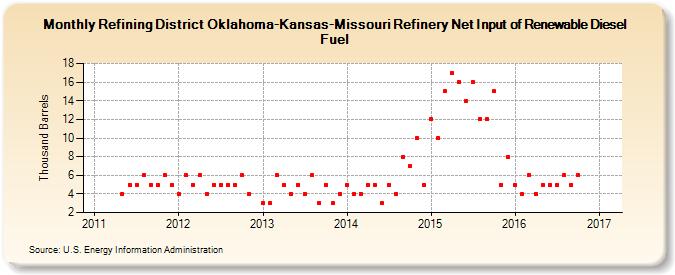 Monthly Refining District Oklahoma-Kansas-Missouri Refinery Net Input of Renewable Diesel
Fuel
Thousand Barrels
18
16
14
12
10
8
6
4
2
2011 2012 2013 2014 2015 2016 2017
Source: U.S. Energy Information Administration